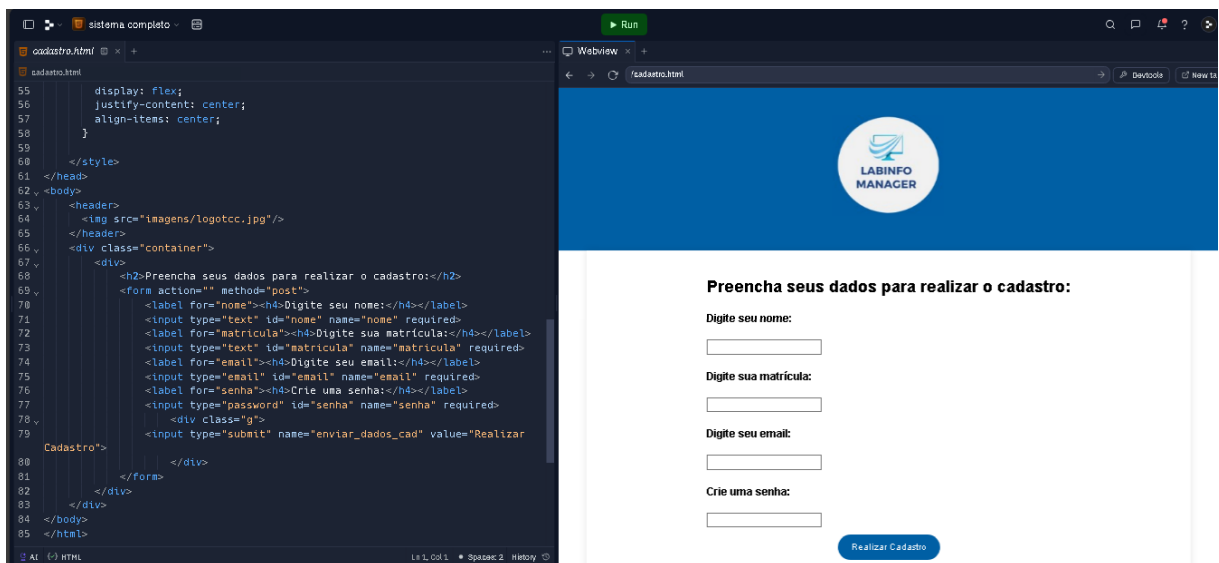 sistema completo
Run
cadastro.html
Webview
cadastro.html
/cadastro.html
Devtools
New ta
55 display: flex;
56 justify-content: center;
57 align-items: center;
58 }
59
60 </style>
61 </head>
62 <body>
63 <header>
64 <img src="imagens/logotcc.jpg"/>
65 </header>
66 <div class="container">
67 <div>
68 <h2>Preencha seus dados para realizar o cadastro:</h2>
69 <form action="" method="post">
70 <label for="nome"><h4>Digite seu nome:</h4></label>
71 <input type="text" id="nome" name="nome" required>
72 <label for="matricula"><h4>Digite sua matrícula:</h4></label>
73 <input type="text" id="matricula" name="matricula" required>
74 <label for="email"><h4>Digite seu email:</h4></label>
75 <input type="email" id="email" name="email" required>
76 <label for="senha"><h4>Crie uma senha:</h4></label>
77 <input type="password" id="senha" name="senha" required>
78 <div class="g">
79 <input type="submit" name="enviar_dados_cad" value="Realizar
Cadastro">
80 </div>
81 </form>
82 </div>
83 </div>
84 </body>
85 </html>
AI {-} HTML
Ln 1, Col 1 • Spaces: 2 History
LABINFO
MANAGER
Preencha seus dados para realizar o cadastro:
Digite seu nome:
Digite sua matrícula:
Digite seu email:
Crie uma senha:
Realizar Cadastro